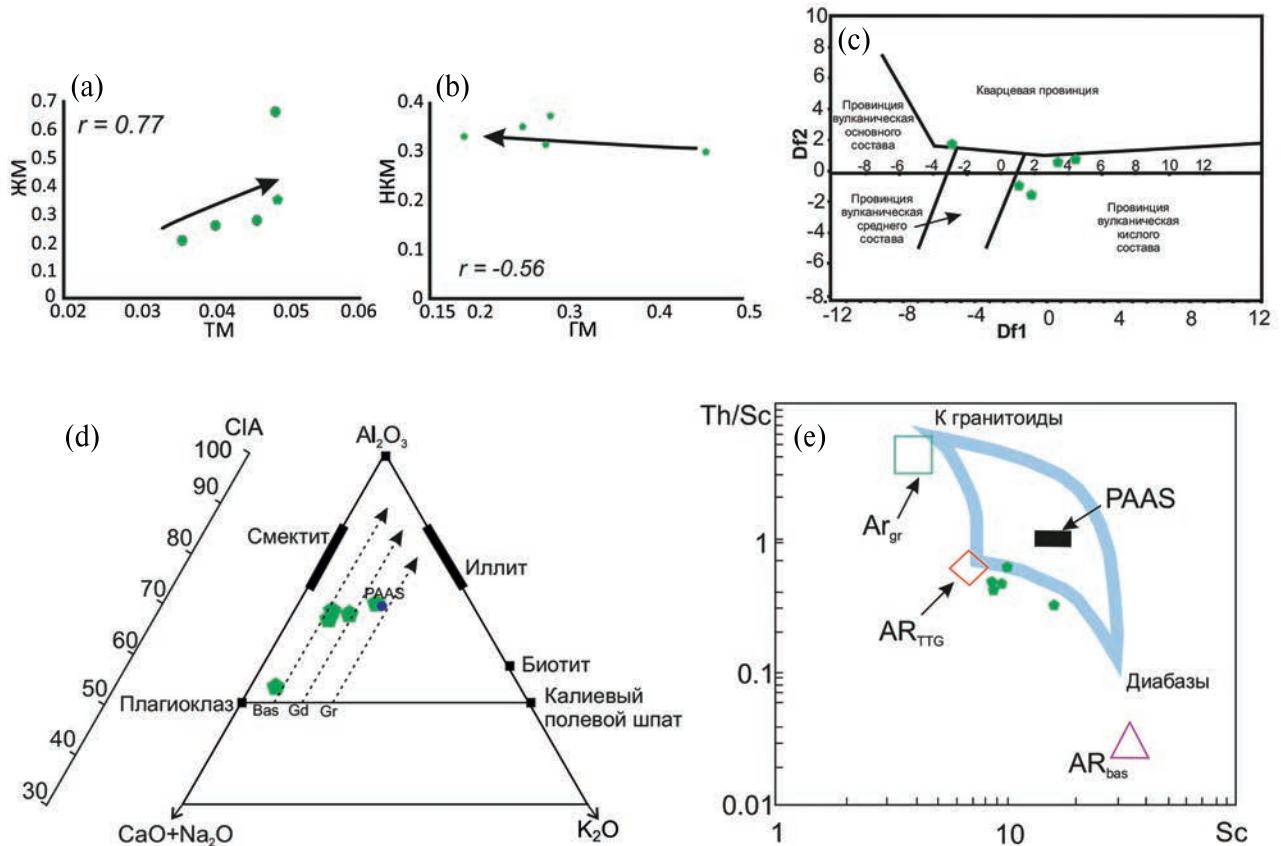 (a)
r = 0.77
ЖМ
0.7
0.6
0.5
0.4
0.3
0.2
0.1
0
0.02
0.03
0.04
0.05
0.06
ТМ
(b)
НКМ
0.4
0.3
0.2
0.1
0
r = -0.56
0.15
0.2
0.3
0.4
0.5
ГМ
(c)
Df2
10
8
6
4
2
0
-2
-4
-6
-8
Кварцевая провинция
Провинция
вулканическая
основного
состава
-8 -6 -4 -2 0 2 4 6 8 10 12
Провинция
вулканическая
среднего
состава
Провинция
вулканическая
кислого
состава
-12 -8 -4 0 4 8 12
-12
Df1
(d)
CIA
100
90
80
70
60
50
40
30
Al₂O₃
Смектит
Иллит
PAAS
Биотит
Плагиоклаз
Калиевый
полевой шпат
Bas Gd Gr
CaO+Na₂O
K₂O
(e)
Th/Sc
К гранитоиды
Ar gr
PAAS
1
AR TTG
0.1
Диабазы
AR bas
0.01
1
10
Sc